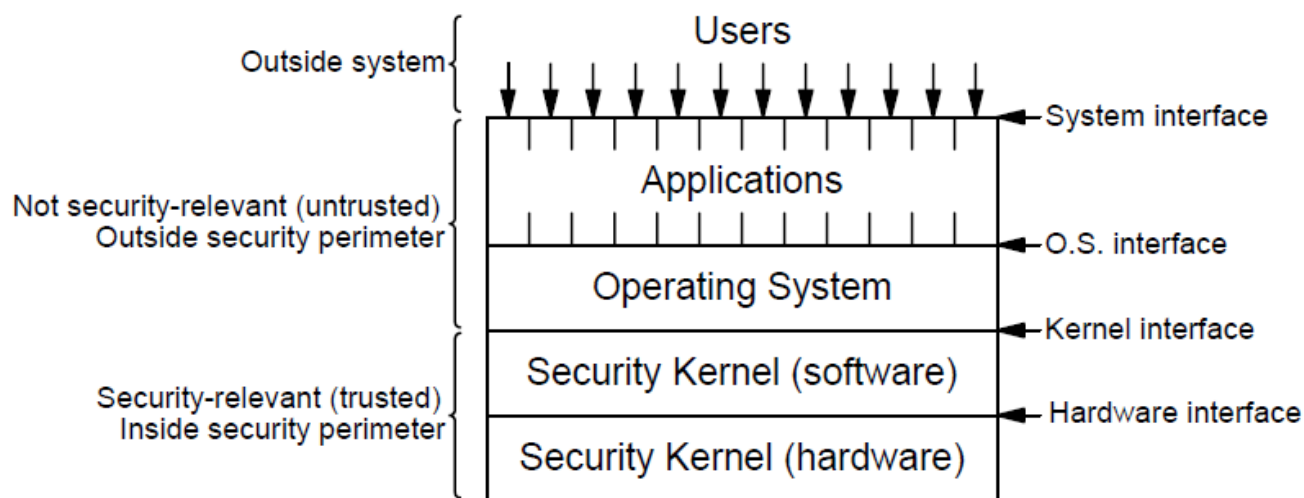 Users
Outside system
System interface
Applications
Not security-relevant (untrusted)
Outside security perimeter
O.S. interface
Operating System
Kernel interface
Security Kernel (software)
Security-relevant (trusted)
Inside security perimeter
Hardware interface
Security Kernel (hardware)